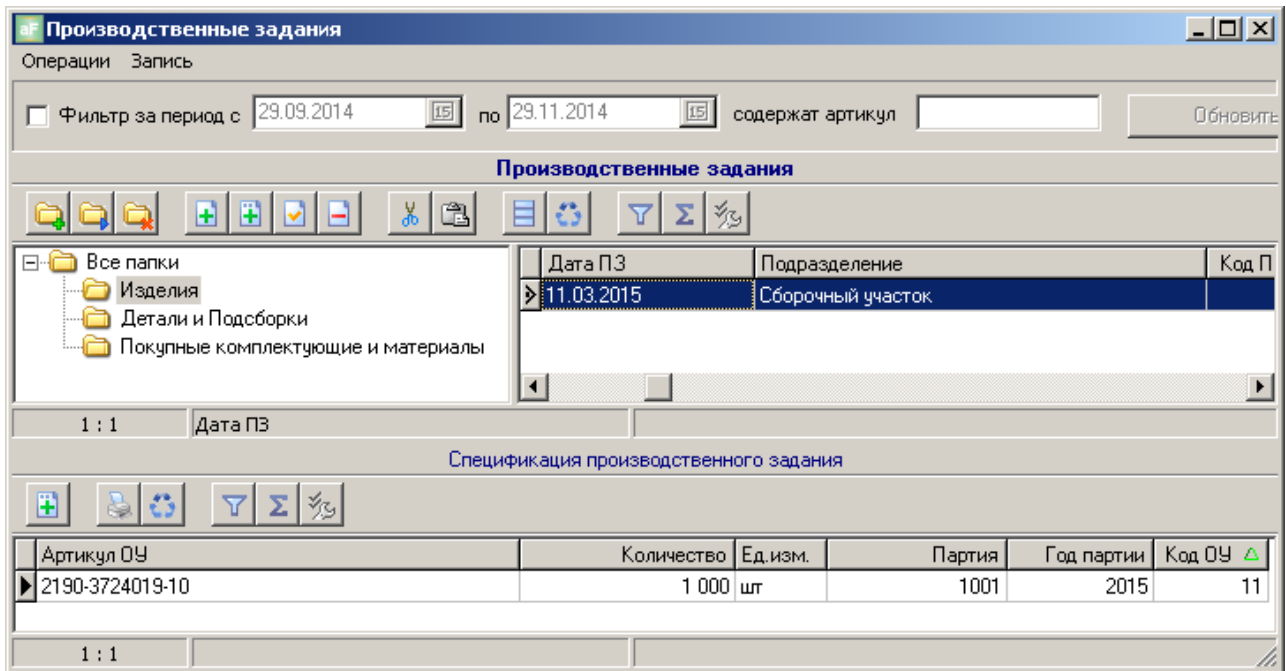 aF Производственные задания
Операции Запись
Фильтр за период с 29.09.2014 15 по 29.11.2014 15 содержат артикул Обновить
Производственные задания
Все папки
Изделия
Детали и Подсборки
Покупные комплектующие и материалы
Дата ПЗ Подразделение Код П
11.03.2015 Сборочный участок
1 : 1 Дата ПЗ
Спецификация производственного задания
Артикул ОУ Количество Ед.изм. Партия Год партии Код ОУ
2190-3724019-10 1 000 шт 1001 2015 11
1 : 1